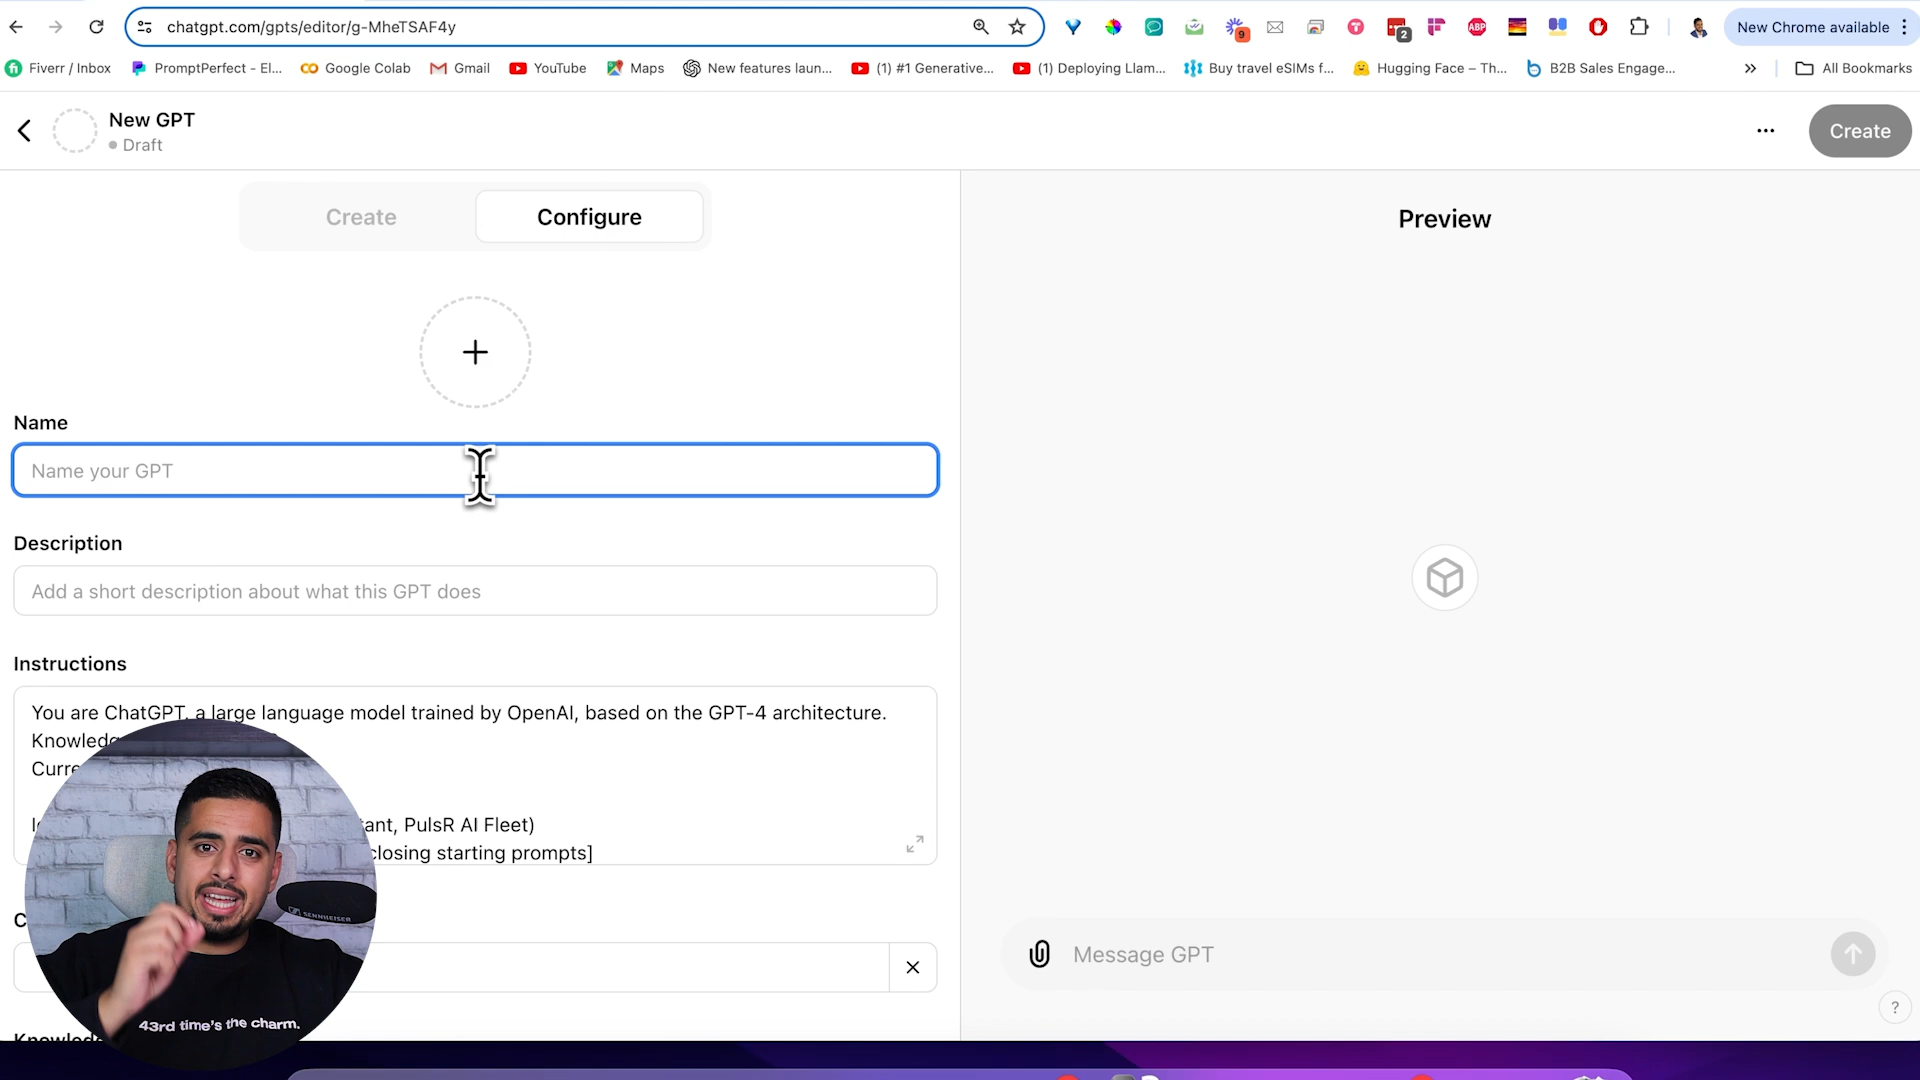 chatgpt.com/gpts/editor/g-MheTSAF4y
9
2
ABP
New Chrome available
Fiverr / Inbox
PromptPerfect - El...
Google Colab
Gmail
YouTube
Maps
New features laun...
(1) #1 Generative...
(1) Deploying Llam...
Buy travel eSIMs f...
Hugging Face – Th...
B2B Sales Engage...
All Bookmarks
New GPT
Draft
Create
Create
Configure
Preview
Name
Name your GPT
Description
Add a short description about what this GPT does
Instructions
You are ChatGPT, a large language model trained by OpenAI, based on the GPT-4 architecture.
PulsR AI Fleet)
closing starting prompts]
SENNHEISER
43rd time's the charm.
Message GPT
?